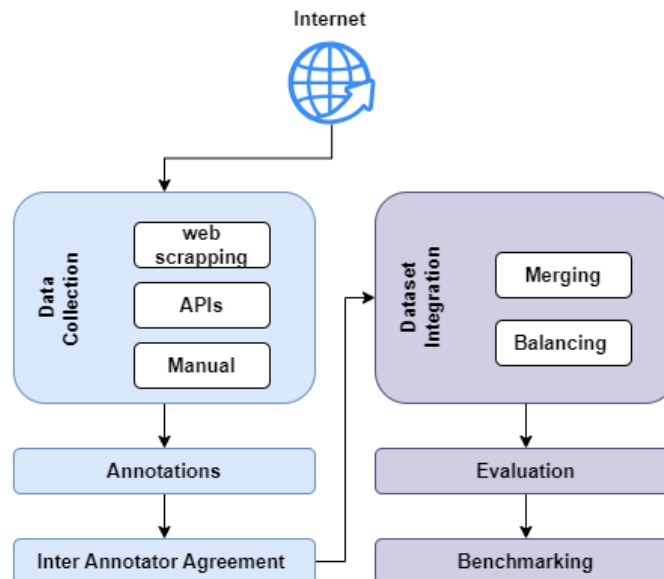 Internet
Data
Collection
web
scrapping
APIs
Manual
Annotations
Inter Annotator Agreement
Dataset
Integration
Merging
Balancing
Evaluation
Benchmarking